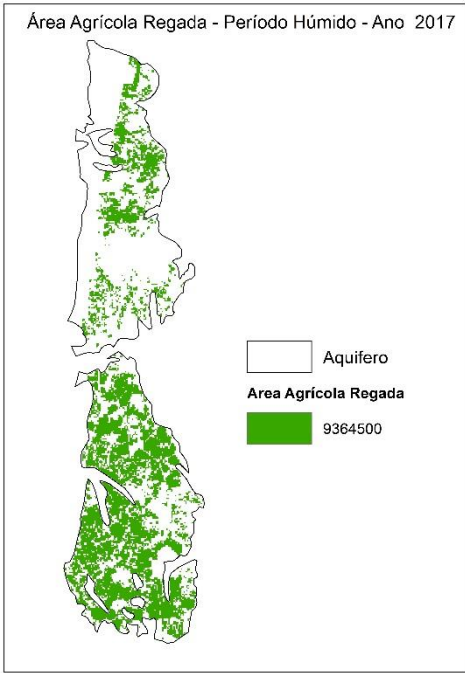 Área Agrícola Regada - Período Húmido - Ano 2017
Aquifero
Area Agrícola Regada
9364500